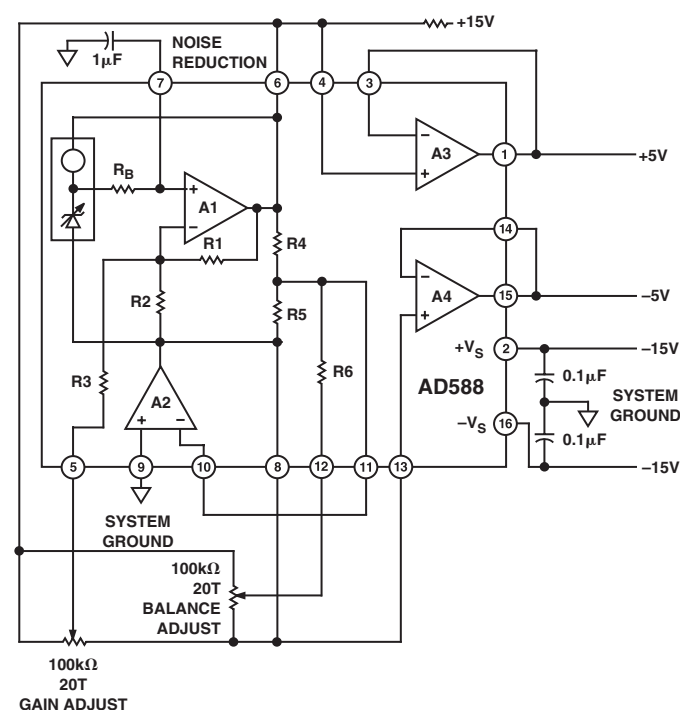 +15V
NOISE
REDUCTION
1μF
7
6
4
3
RB
+
−
A1
−
+
A3
1
+5V
R1
R4
14
−
+
A4
15
−5V
R2
R5
R3
R6
+VS
2
−15V
AD588
0.1μF
SYSTEM
GROUND
A2
+
−
−VS
16
0.1μF
−15V
5
9
10
8
12
11
13
SYSTEM
GROUND
100kΩ
20T
BALANCE
ADJUST
100kΩ
20T
GAIN ADJUST